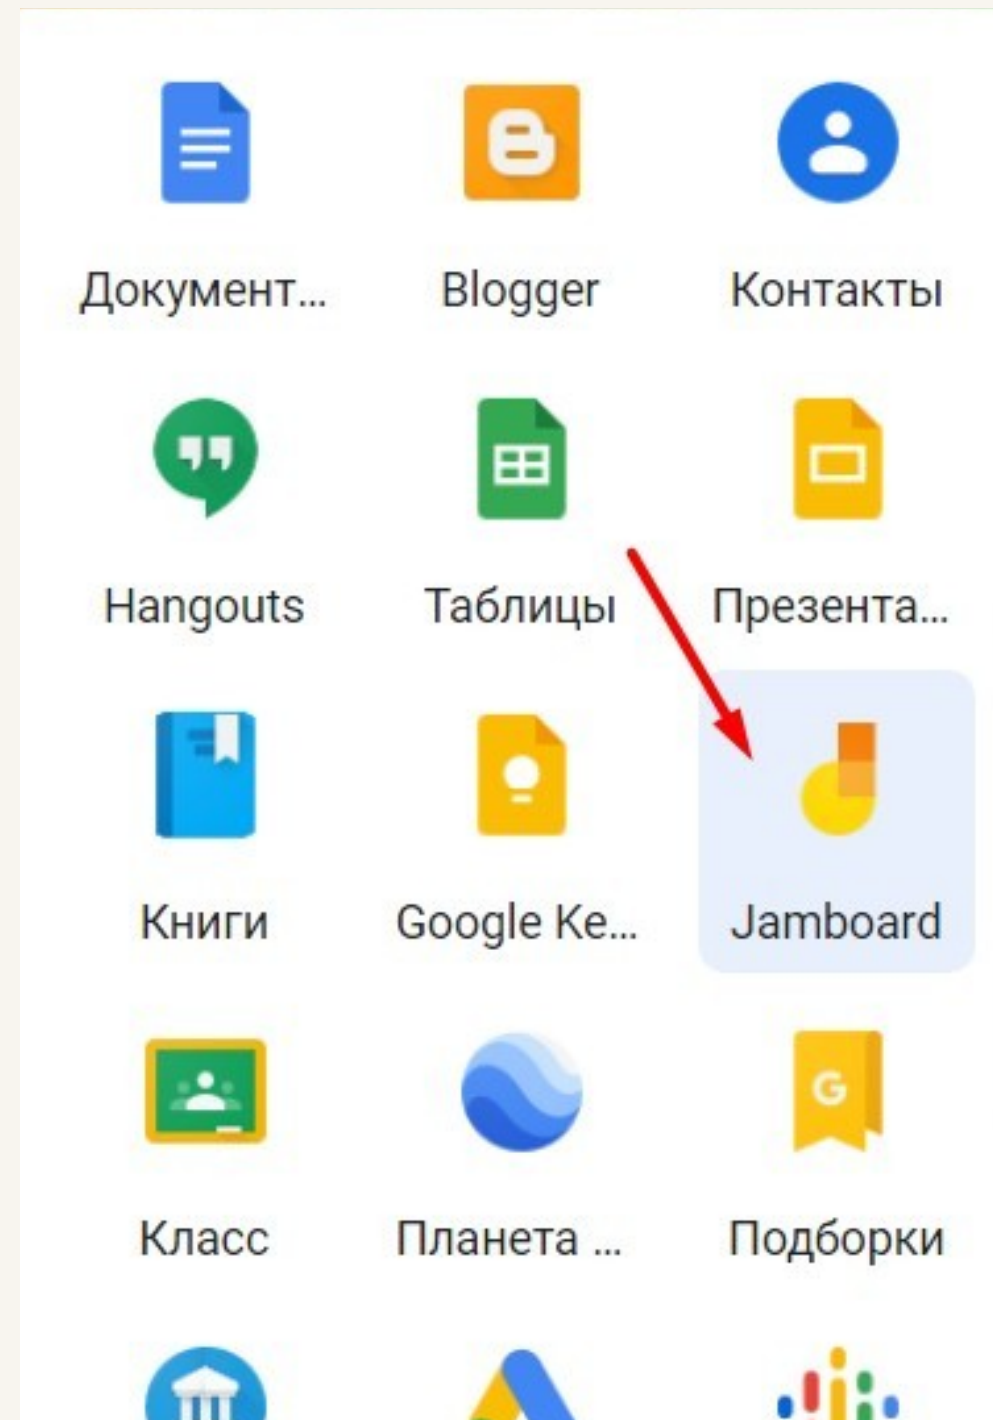 Документ...
Blogger
Контакты
Hangouts
Таблицы
Презента...
Книги
Google Ke...
Jamboard
G
Класс
Планета ...
Подборки